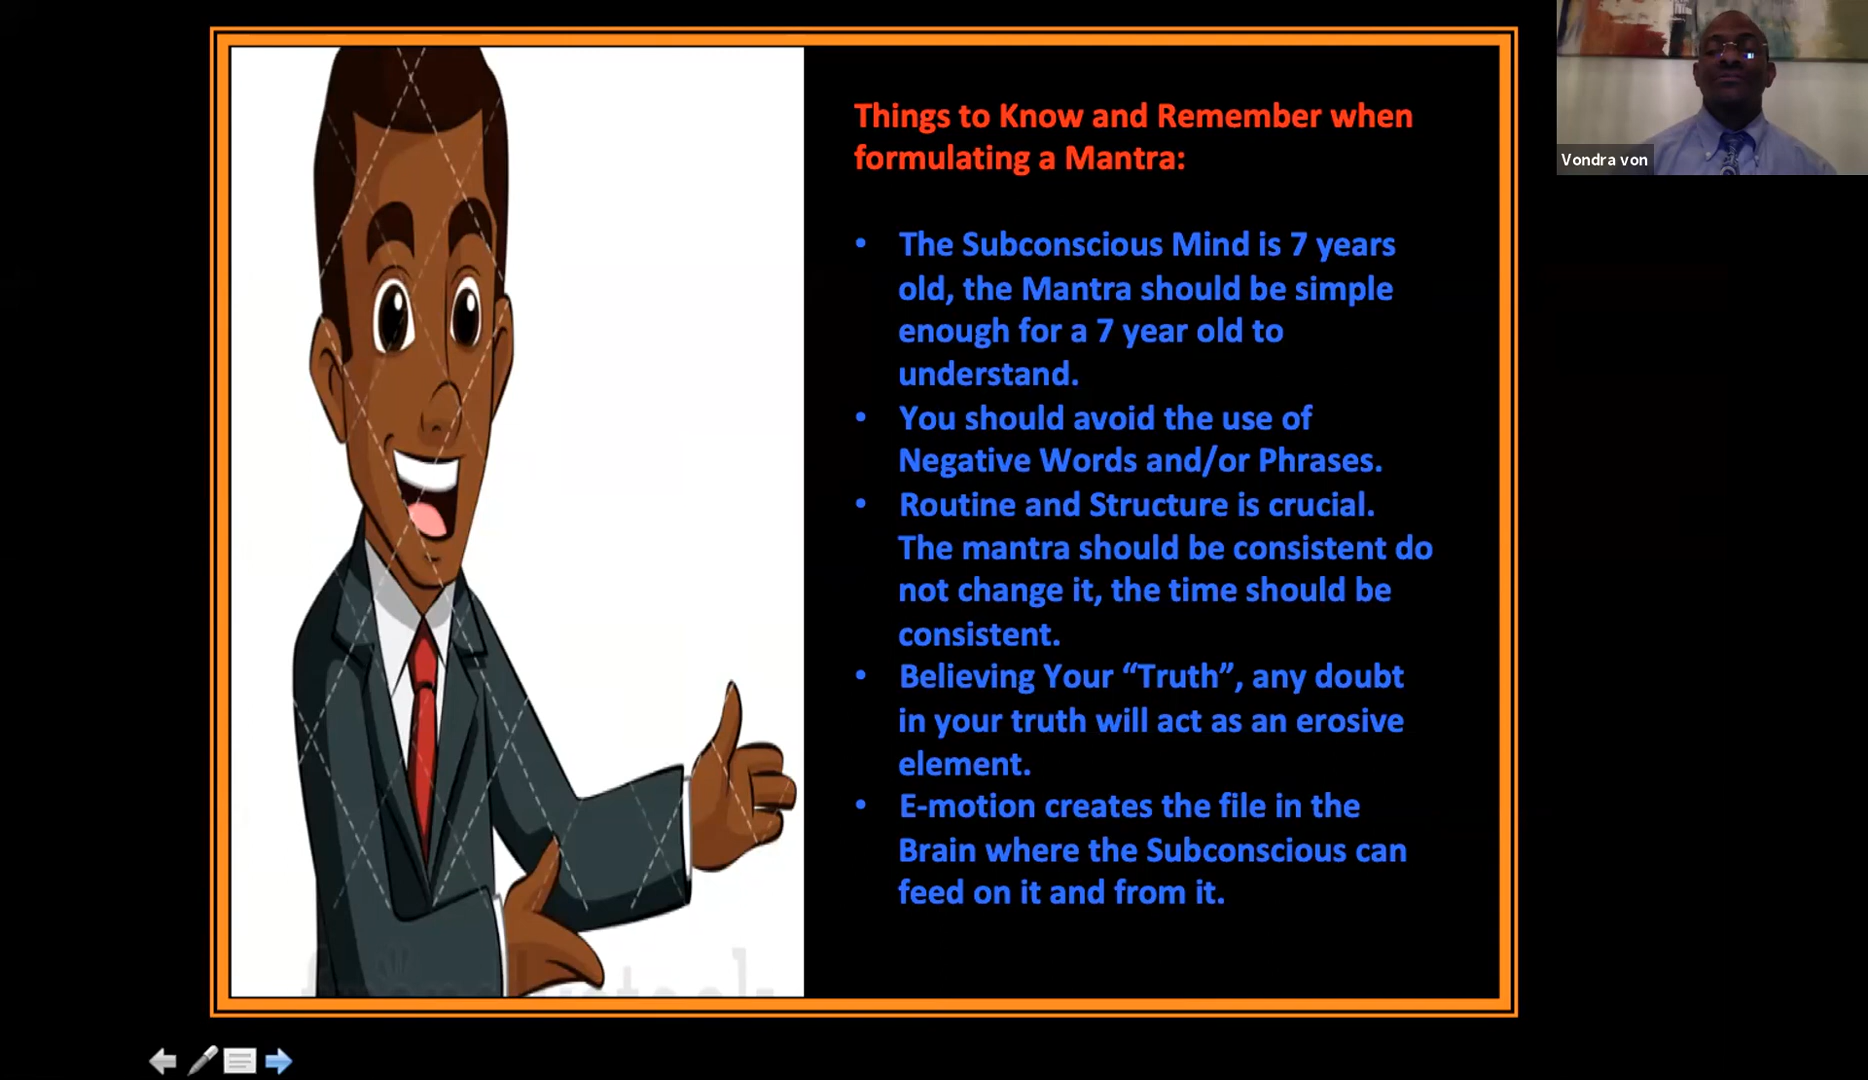 Things to Know and Remember when
formulating a Mantra:
• The Subconscious Mind is 7 years
old, the Mantra should be simple
enough for a 7 year old to
understand.
• You should avoid the use of
Negative Words and/or Phrases.
• Routine and Structure is crucial.
The mantra should be consistent do
not change it, the time should be
consistent.
• Believing Your “Truth”, any doubt
in your truth will act as an erosive
element.
• E-motion creates the file in the
Brain where the Subconscious can
feed on it and from it.
Vondra von